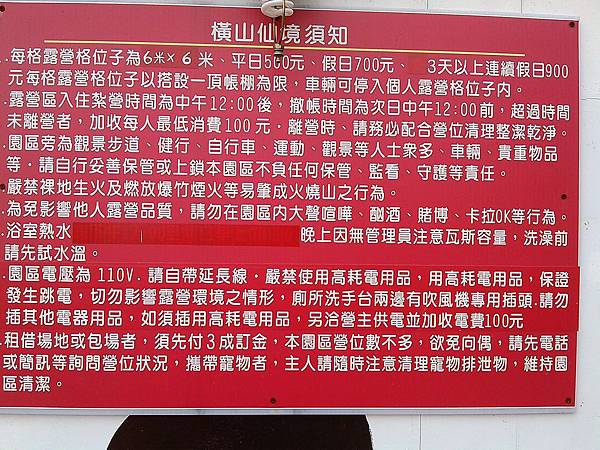 橫山仙境須知
1.每格露營格位子為6米×6米、平日500元、假日700元、 3天以上連續假日900
元每格露營格位子以搭設一頂帳棚為限，車輛可停入個人露營格位子內。
.露營區入住紮營時間為中午12:00後，撤帳時間為次日中午12:00前，超過時間
未離營者，加收每人最低消費100元．離營時、請務必配合營位清理整潔乾淨。
.園區旁為觀景步道、健行、自行車、運動、觀景等人士衆多、車輛、貴重物品
等．請自行妥善保管或上鎖本園區不負任何保管、監看、守護等責任。
.嚴禁裸地生火及燃放爆竹煙火等易肇成火燒山之行為。
.為免影響他人露營品質，請勿在園區內大聲喧嘩、酗酒、賭博、卡拉OK等行為。
.浴室熱水 晚上因無管理員注意瓦斯容量，洗澡前
請先試水溫。
.園區電壓為 110V．請自帶延長線．嚴禁使用高耗電用品，用高耗電用品，保證
發生跳電，切勿影響露營環境之情形，廁所洗手台兩邊有吹風機專用插頭.請勿
插其他電器用品，如須插用高耗電用品，另洽營主供電並加收電費100元
.租借場地或包場者，須先付3成訂金，本園區營位數不多，欲免向偶，請先電話
或簡訊等詢問營位狀況，攜帶寵物者，主人請隨時注意清理寵物排泄物，維持園
區清潔。